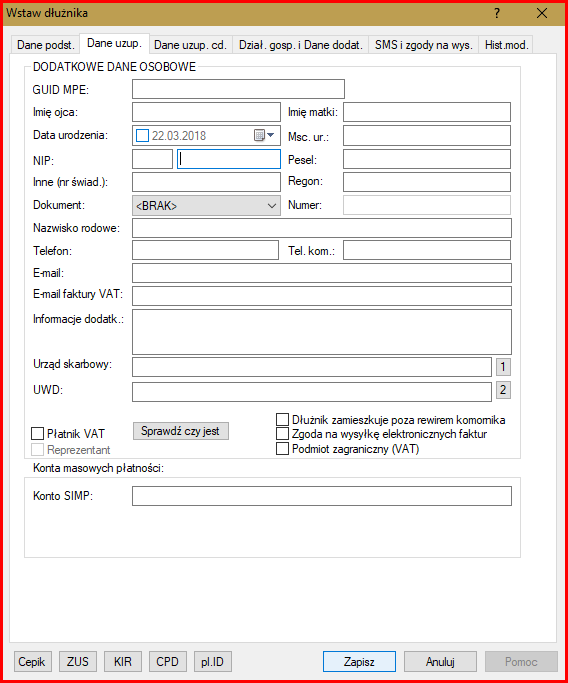 Wstaw dłużnika ?
Dane podst. Dane uzup. Dane uzup. cd. Dział. gosp. i Dane dodat. SMS i zgody na wys. Hist.mod.
DODATKOWE DANE OSOBOWE
GUID MPE:
Imię ojca: Imię matki:
Data urodzenia: 22.03.2018 Msc. ur.:
NIP: Pesel:
Inne (nr świad.): Regon:
Dokument: <BRAK> Numer:
Nazwisko rodowe:
Telefon: Tel. kom.:
E-mail:
E-mail faktury VAT:
Informacje dodatk.:
Urząd skarbowy: 1
UWD: 2
Dłużnik zamieszkuje poza rewirem komornika
Płatnik VAT Sprawdź czy jest Zgoda na wysyłkę elektronicznych faktur
Reprezentant Podmiot zagraniczny (VAT)
Konta masowych płatności:
Konto SIMP:
Cepik ZUS KIR CPD pl.ID Zapisz Anuluj Pomoc